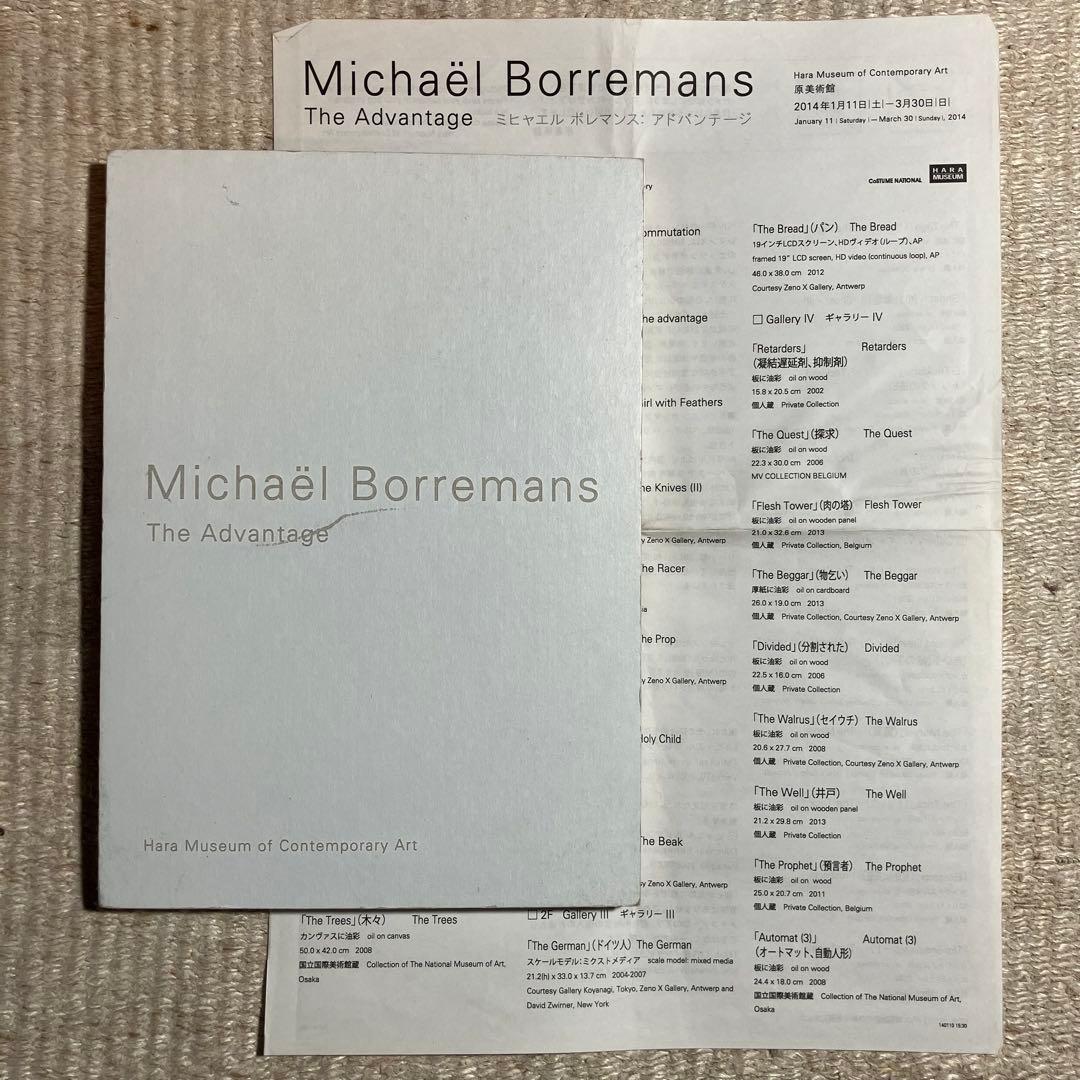 Michaël Borremans
The Advantage ミヒャエル ボレマンス: アドバンテージ
Hara Museum of Contemporary Art
原美術館
2014年1月11日|土|—3月30日|日|
January 11 | Saturday | — March 30 | Sunday |, 2014
CoSTUME NATIONAL
HARA
MUSEUM
Michaël Borremans
The Advantage
Hara Museum of Contemporary Art
「The Trees」(木々) The Trees
カンヴァスに油彩 oil on canvas
50.0 x 42.0 cm 2008
国立国際美術館蔵 Collection of The National Museum of Art,
Osaka
he advantage
irl with Feathers
he Knives (II)
y Zeno X Gallery, Antwerp
he Racer
he Prop
y Zeno X Gallery, Antwerp
Holy Child
The Beak
y Zeno X Gallery, Antwerp
□ 2F Gallery III ギャラリー III
「The German」(ドイツ人) The German
スケールモデル:ミクストメディア scale model: mixed media
21.2(h) x 33.0 x 13.7 cm 2004-2007
Courtesy Gallery Koyanagi, Tokyo, Zeno X Gallery, Antwerp and
David Zwirner, New York
「The Bread」(パン) The Bread
19インチLCDスクリーン、HDヴィデオ(ループ)、AP
framed 19" LCD screen, HD video (continuous loop), AP
46.0 x 38.0 cm 2012
Courtesy Zeno X Gallery, Antwerp
□ Gallery IV ギャラリー IV
「Retarders」 Retarders
(凝結遅延剤、抑制剤)
板に油彩 oil on wood
15.8 x 20.5 cm 2002
個人蔵 Private Collection
「The Quest」(探求) The Quest
板に油彩 oil on wood
22.3 x 30.0 cm 2006
MV COLLECTION BELGIUM
「Flesh Tower」(肉の塔) Flesh Tower
板に油彩 oil on wooden panel
21.0 x 32.6 cm 2013
個人蔵 Private Collection, Belgium
「The Beggar」(物乞い) The Beggar
厚紙に油彩 oil on cardboard
26.0 x 19.0 cm 2013
個人蔵 Private Collection, Courtesy Zeno X Gallery, Antwerp
「Divided」(分割された) Divided
板に油彩 oil on wood
22.5 x 16.0 cm 2006
個人蔵 Private Collection
「The Walrus」(セイウチ) The Walrus
板に油彩 oil on wood
20.6 x 27.7 cm 2008
個人蔵 Private Collection, Courtesy Zeno X Gallery, Antwerp
「The Well」(井戸) The Well
板に油彩 oil on wooden panel
21.2 x 29.8 cm 2013
個人蔵 Private Collection
「The Prophet」(預言者) The Prophet
板に油彩 oil on wood
25.0 x 20.7 cm 2011
個人蔵 Private Collection, Belgium
「Automat (3)」 Automat (3)
(オートマット、自動人形)
板に油彩 oil on wood
24.4 x 18.0 cm 2008
国立国際美術館蔵 Collection of The National Museum of Art,
Osaka
140110 15:30